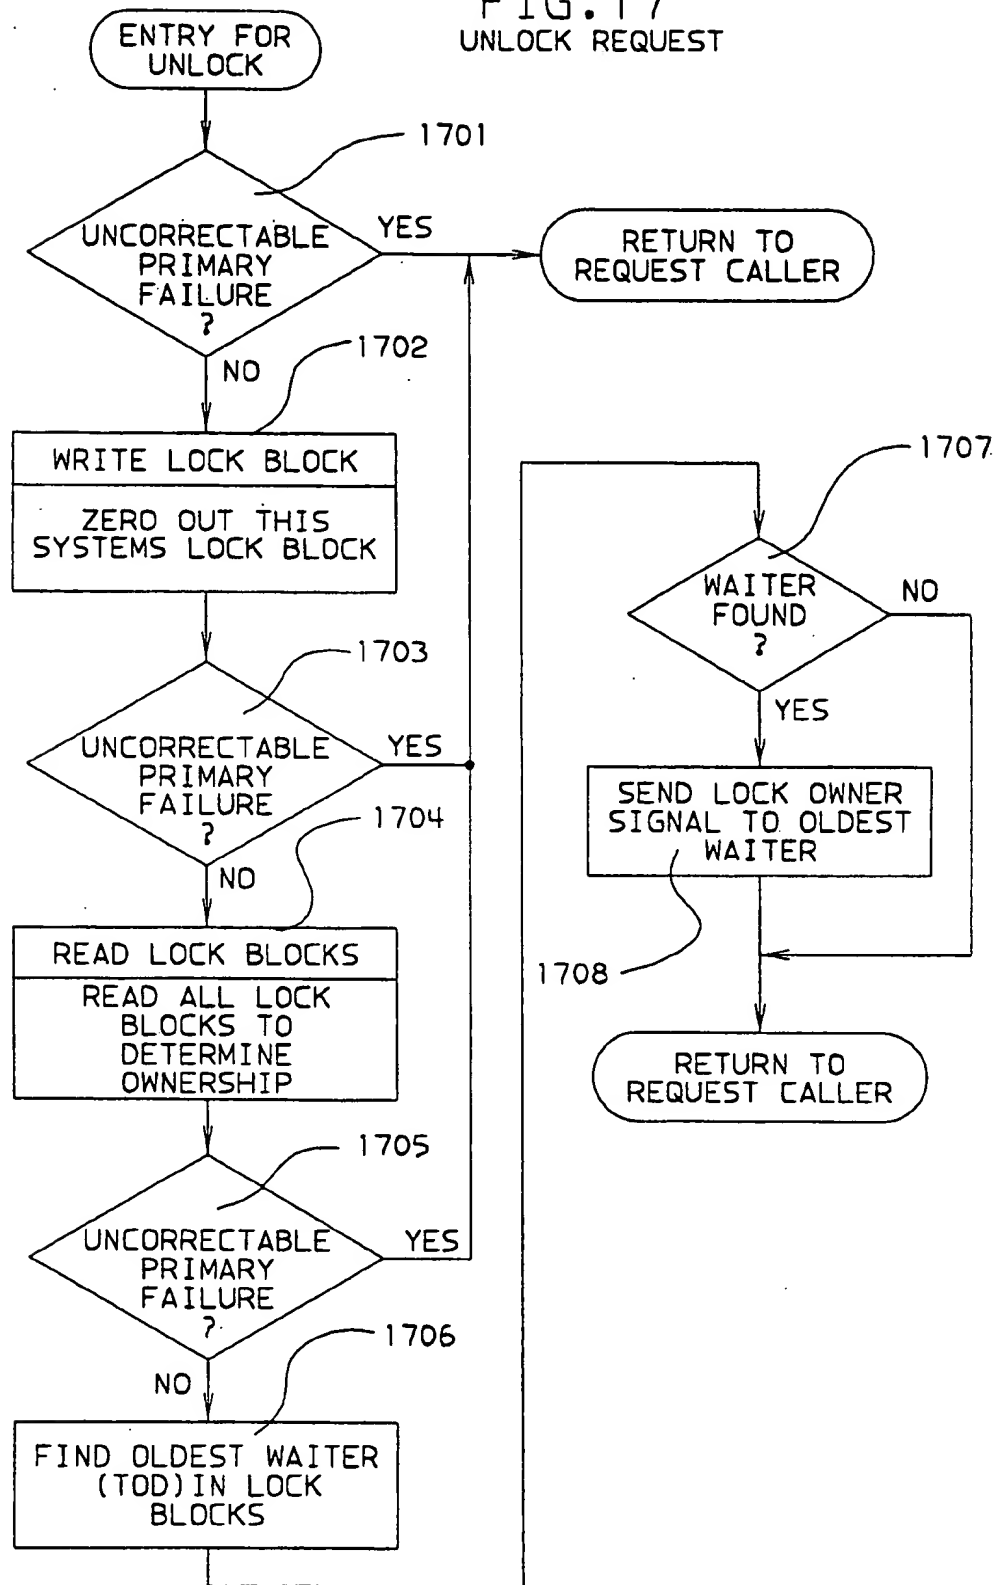 FIG.17
UNLOCK REQUEST
ENTRY FOR
UNLOCK
1701
UNCORRECTABLE
PRIMARY
FAILURE
?
YES
RETURN TO
REQUEST CALLER
NO
1702
WRITE LOCK BLOCK
ZERO OUT THIS
SYSTEMS LOCK BLOCK
1703
UNCORRECTABLE
PRIMARY
FAILURE
?
YES
NO
1704
READ LOCK BLOCKS
READ ALL LOCK
BLOCKS TO
DETERMINE
OWNERSHIP
1705
UNCORRECTABLE
PRIMARY
FAILURE
?
YES
NO
1706
FIND OLDEST WAITER
(TOD)IN LOCK
BLOCKS
1707
WAITER
FOUND
?
NO
YES
SEND LOCK OWNER
SIGNAL TO OLDEST
WAITER
1708
RETURN TO
REQUEST CALLER